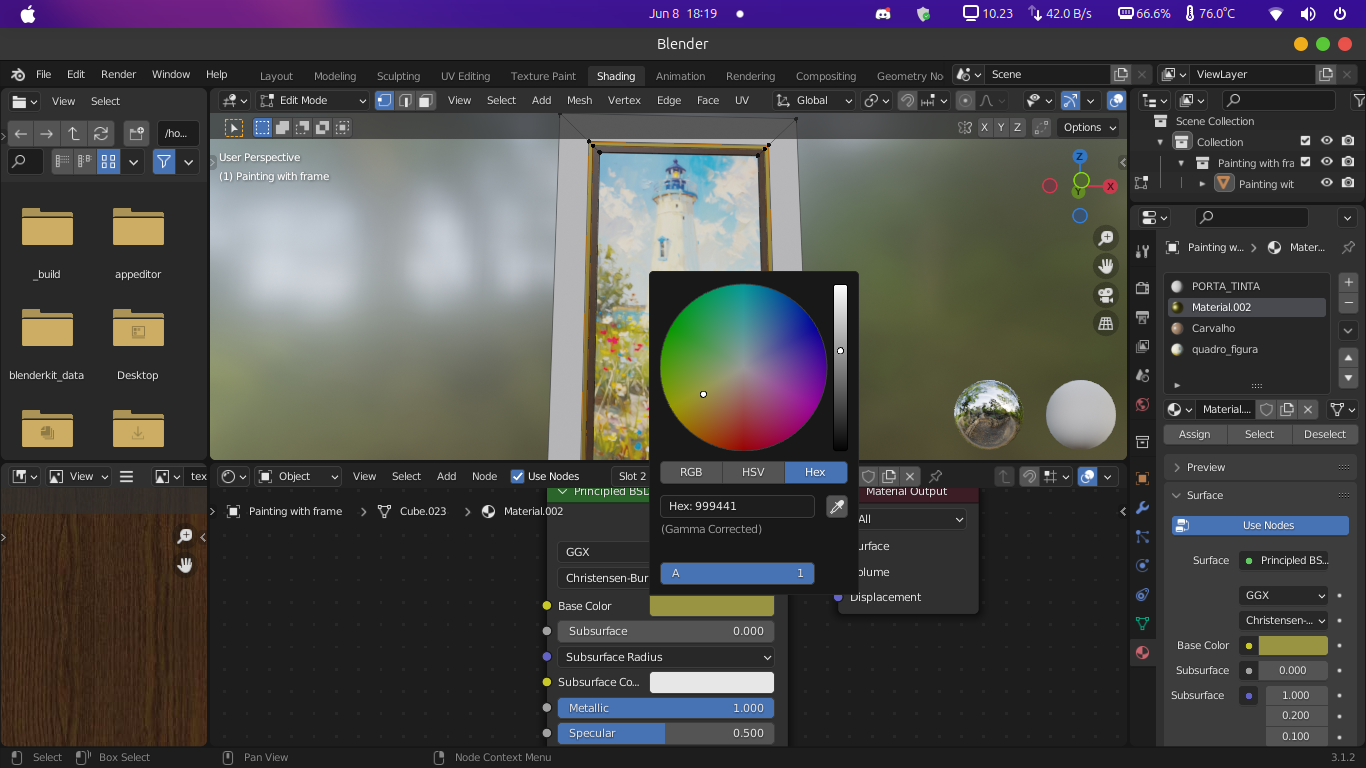 Jun 8 18:19
10.23
42.0 B/s
66.6%
76.0°C
Blender
File Edit Render Window Help
Layout Modeling Sculpting UV Editing Texture Paint Shading Animation Rendering Compositing Geometry No
Scene
ViewLayer
View Select
Edit Mode
View Select Add Mesh Vertex Edge Face UV
Global
/ho...
X Y Z
Options
User Perspective
(1) Painting with frame
Z
X
Y
_build
appeditor
blenderkit_data
Desktop
Scene Collection
Collection
Painting with fra
Painting wit
Painting w...
Mater...
PORTA_TINTA
Material.002
Carvalho
quadro_figura
Material....
Assign Select Deselect
Preview
Surface
Use Nodes
Surface
Principled BS...
GGX
Christensen-...
Base Color
Subsurface 0.000
Subsurface 1.000
0.200
0.100
RGB HSV Hex
Hex: 999441
(Gamma Corrected)
A 1
View
tex
Object
View Select Add Node
Use Nodes
Slot 2
Painting with frame
Cube.023
Material.002
Principled BSD
GGX
Christensen-Bur
Base Color
Subsurface 0.000
Subsurface Radius
Subsurface Co...
Metallic 1.000
Specular 0.500
Material Output
All
urface
olume
Displacement
Select
Box Select
Pan View
Node Context Menu
3.1.2